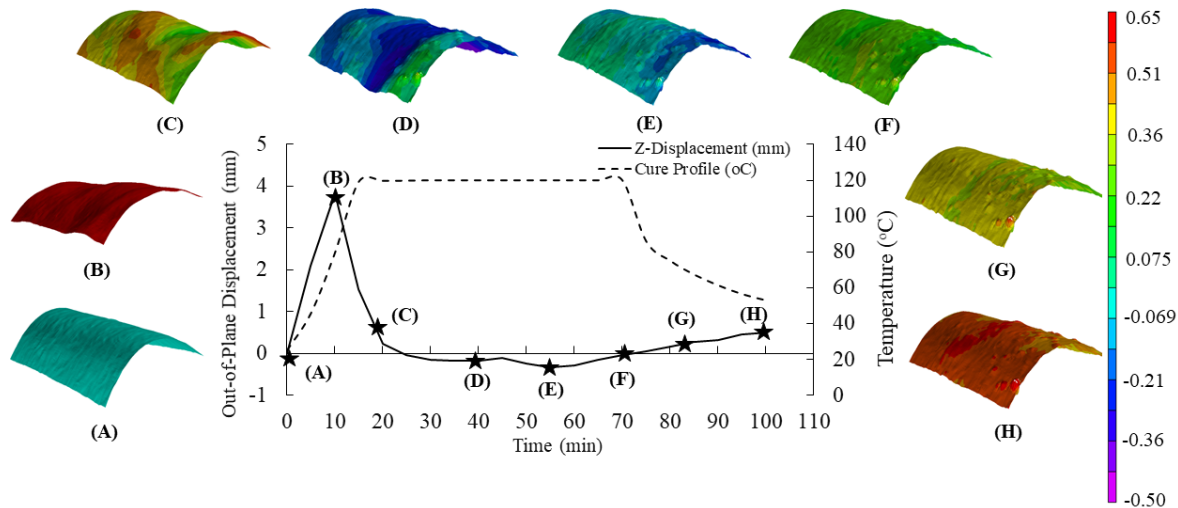 (C)
(D)
(E)
(F)
(B)
(A)
(G)
(H)
Out-of-Plane Displacement (mm)
5
4
3
2
1
0
-1
Z-Displacement (mm)
Cure Profile (oC)
(B)
(C)
(A)
(D)
(E)
(F)
(G)
(H)
0 10 20 30 40 50 60 70 80 90 100 110
Time (min)
140
120
100
80
60
40
20
0
Temperature (°C)
0.65
0.51
0.36
0.22
0.075
-0.069
-0.21
-0.36
-0.50